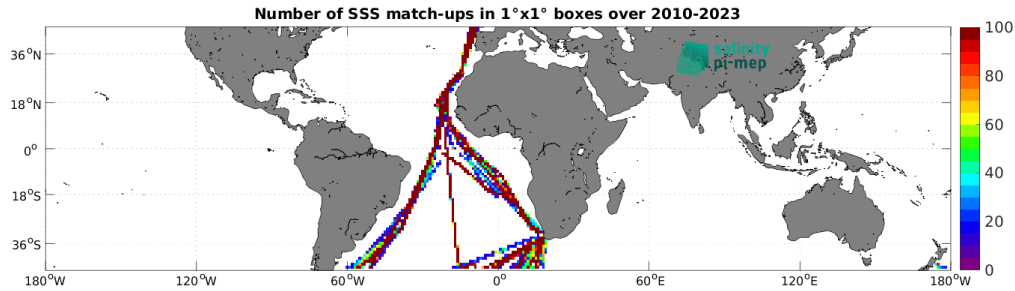 Number of SSS match-ups in 1°x1° boxes over 2010-2023
salinity
pi-mep
36°N
18°N
0°
18°S
36°S
180°W 120°W 60°W 0° 60°E 120°E 180°W
100
80
60
40
20
0